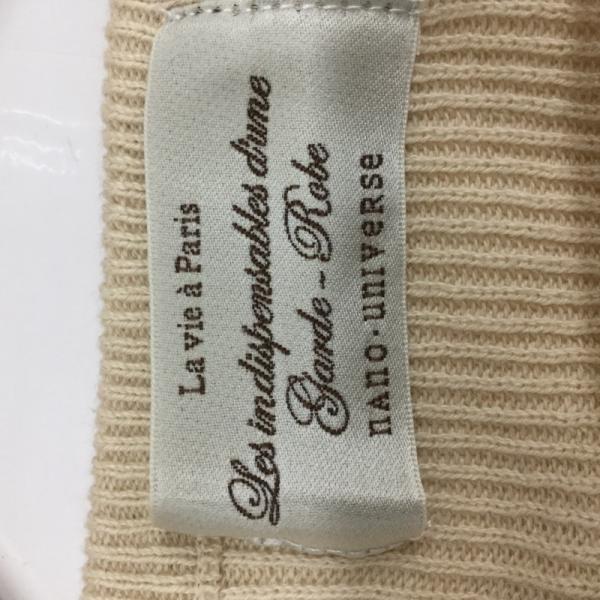 La vie à Paris
Les indispensables d'une
Garde ~ Robe
nano·universe